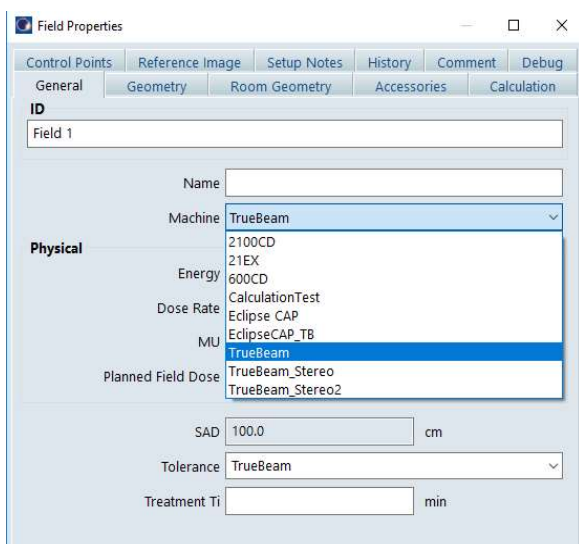 Field Properties
Control Points Reference Image Setup Notes History Comment Debug
General Geometry Room Geometry Accessories Calculation
ID
Field 1
Name
Machine TrueBeam
2100CD
Physical
21EX
Energy
600CD
CalculationTest
Dose Rate
Eclipse CAP
EclipseCAP_TB
MU
TrueBeam
Planned Field Dose
TrueBeam_Stereo
TrueBeam_Stereo2
SAD 100.0 cm
Tolerance TrueBeam
Treatment Ti min